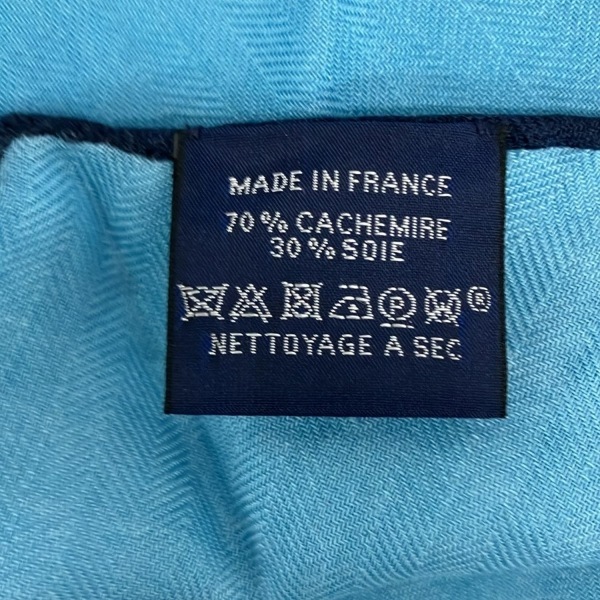 MADE IN FRANCE
70 % CACHEMIRE
30 % SOIE
P W ®
NETTOYAGE A SEC